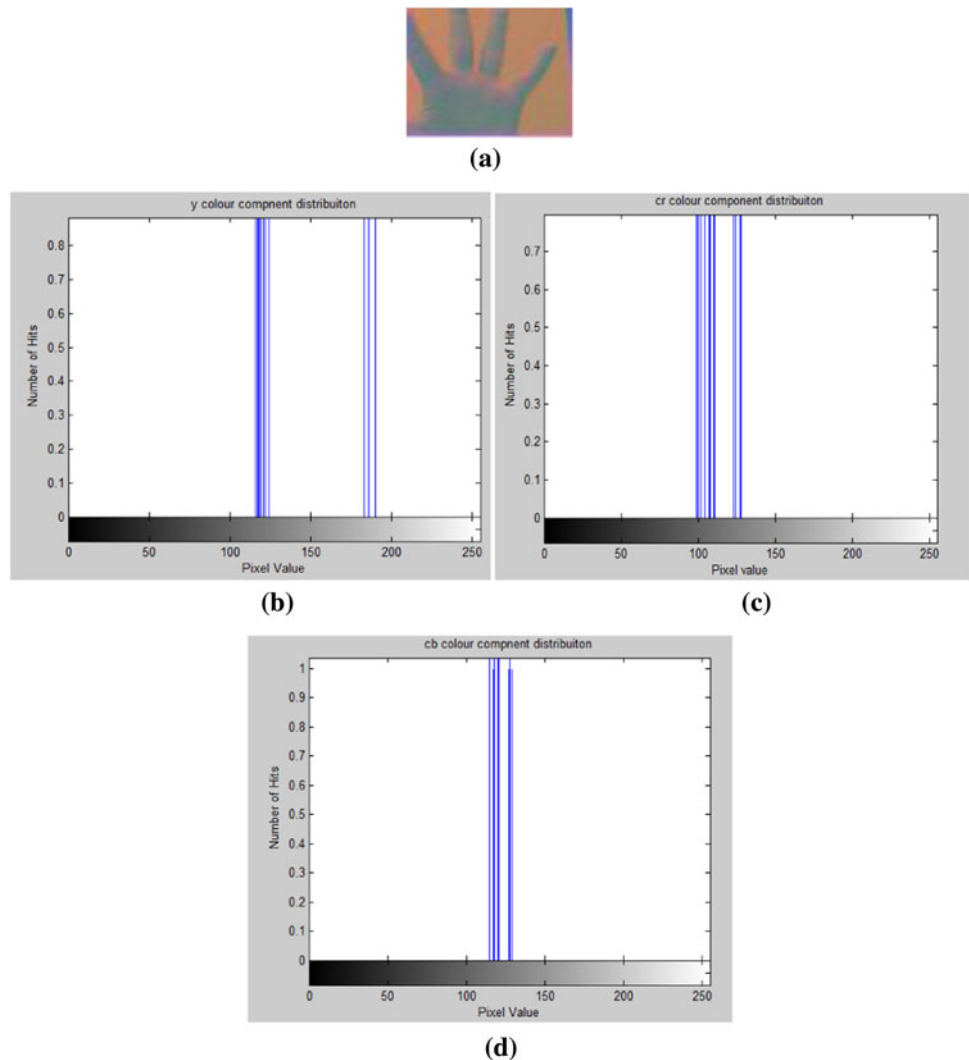 (a)
y colour compnent distribuiton
Number of Hits
0.8
0.7
0.6
0.5
0.4
0.3
0.2
0.1
0
0 50 100 150 200 250
Pixel Value
(b)
cr colour component distribuiton
Number of Hits
0.7
0.6
0.5
0.4
0.3
0.2
0.1
0
0 50 100 150 200 250
Pixel value
(c)
cb colour compnent distribuiton
Number of Hits
1
0.9
0.8
0.7
0.6
0.5
0.4
0.3
0.2
0.1
0
0 50 100 150 200 250
Pixel Value
(d)